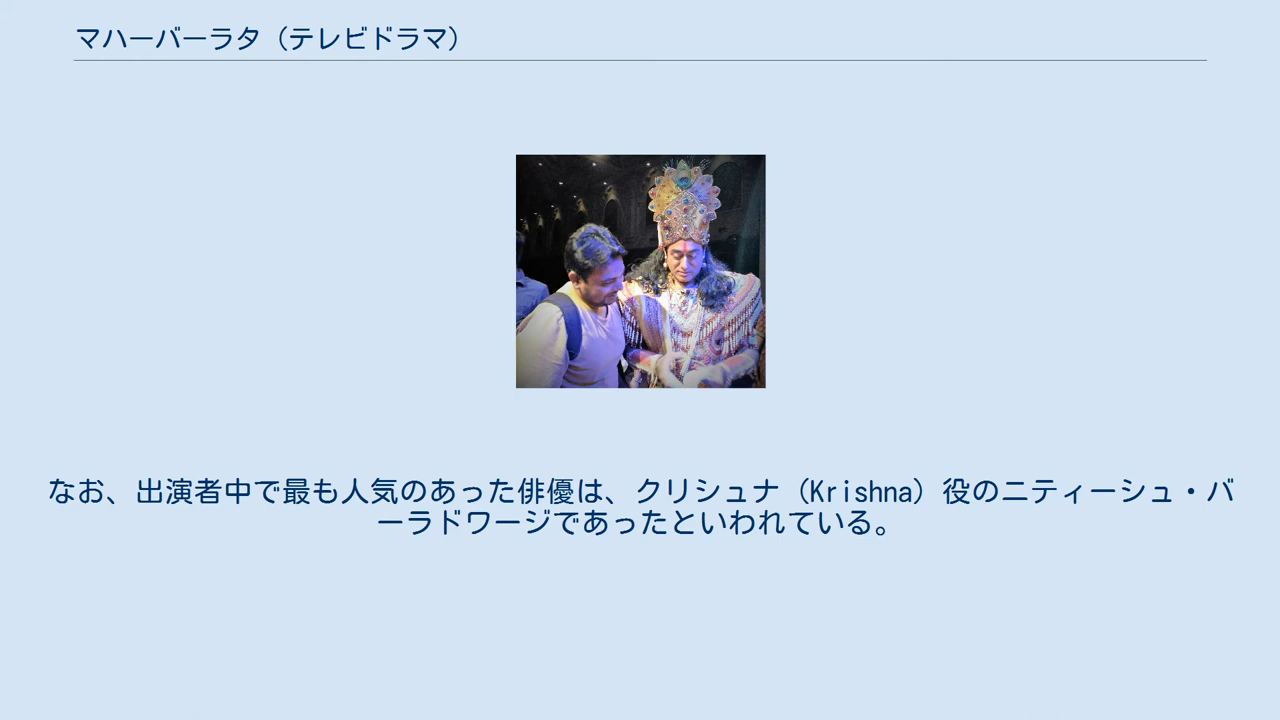 マハーバーラタ（テレビドラマ）
なお、出演者中で最も人気のあった俳優は、クリシュナ（Krishna）役のニティーシュ・バ
ーラドワージであったといわれている。